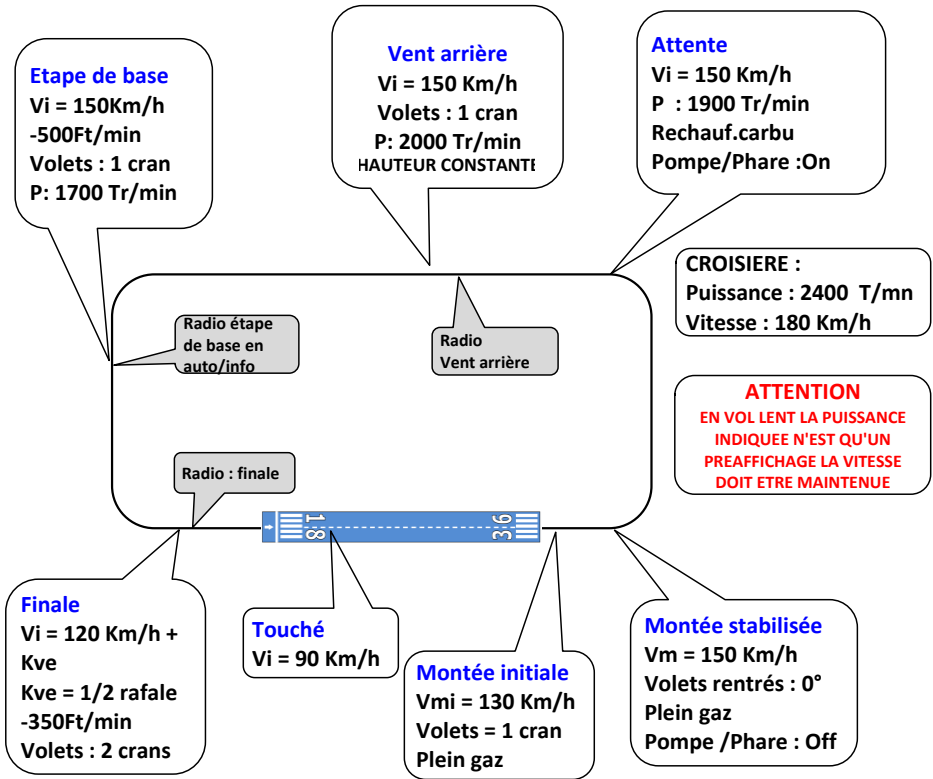 Etape de base
Vi = 150Km/h
-500Ft/min
Volets : 1 cran
P: 1700 Tr/min
Vent arrière
Vi = 150 Km/h
Volets : 1 cran
P: 2000 Tr/min
HAUTEUR CONSTANTE
Attente
Vi = 150 Km/h
P : 1900 Tr/min
Rechauf.carbu
Pompe/Phare :On
CROISIERE :
Puissance : 2400 T/mn
Vitesse : 180 Km/h
Radio étape
de base en
auto/info
Radio
Vent arrière
ATTENTION
EN VOL LENT LA PUISSANCE
INDIQUEE N'EST QU'UN
PREAFFICHAGE LA VITESSE
DOIT ETRE MAINTENUE
Radio : finale
18
36
Finale
Vi = 120 Km/h +
Kve
Kve = 1/2 rafale
-350Ft/min
Volets : 2 crans
Touché
Vi = 90 Km/h
Montée initiale
Vmi = 130 Km/h
Volets = 1 cran
Plein gaz
Montée stabilisée
Vm = 150 Km/h
Volets rentrés : 0°
Plein gaz
Pompe /Phare : Off